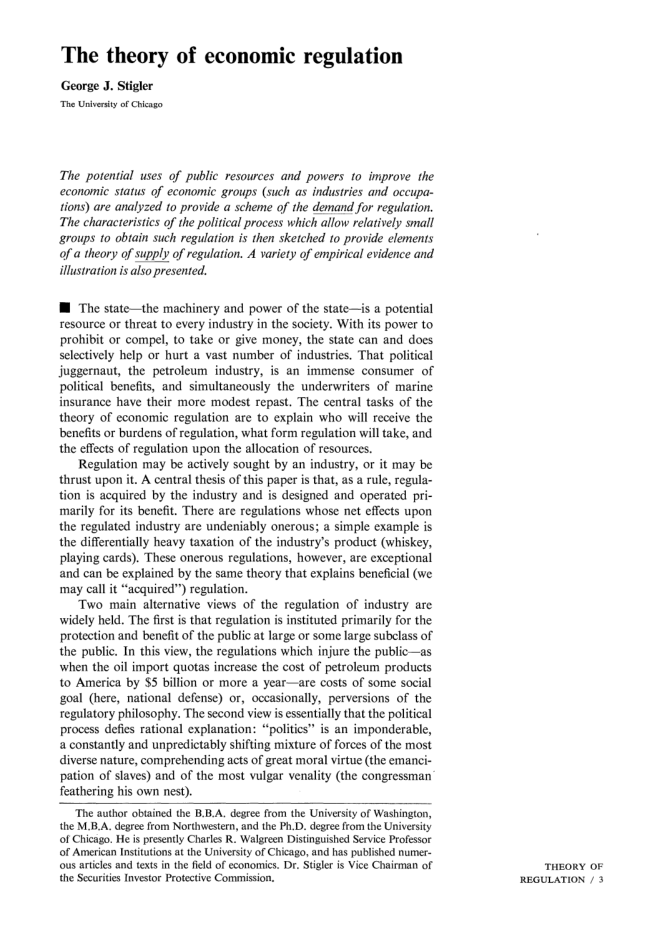 The theory of economic regulation
George J. Stigler
The University of Chicago
The potential uses of public resources and powers to improve the
economic status of economic groups (such as industries and occupa-
tions) are analyzed to provide a scheme of the demand for regulation.
The characteristics of the political process which allow relatively small
groups to obtain such regulation is then sketched to provide elements
of a theory of supply of regulation. A variety of empirical evidence and
illustration is also presented.
■ The state—the machinery and power of the state—is a potential
resource or threat to every industry in the society. With its power to
prohibit or compel, to take or give money, the state can and does
selectively help or hurt a vast number of industries. That political
juggernaut, the petroleum industry, is an immense consumer of
political benefits, and simultaneously the underwriters of marine
insurance have their more modest repast. The central tasks of the
theory of economic regulation are to explain who will receive the
benefits or burdens of regulation, what form regulation will take, and
the effects of regulation upon the allocation of resources.
Regulation may be actively sought by an industry, or it may be
thrust upon it. A central thesis of this paper is that, as a rule, regula-
tion is acquired by the industry and is designed and operated pri-
marily for its benefit. There are regulations whose net effects upon
the regulated industry are undeniably onerous; a simple example is
the differentially heavy taxation of the industry's product (whiskey,
playing cards). These onerous regulations, however, are exceptional
and can be explained by the same theory that explains beneficial (we
may call it "acquired") regulation.
Two main alternative views of the regulation of industry are
widely held. The first is that regulation is instituted primarily for the
protection and benefit of the public at large or some large subclass of
the public. In this view, the regulations which injure the public—as
when the oil import quotas increase the cost of petroleum products
to America by $5 billion or more a year—are costs of some social
goal (here, national defense) or, occasionally, perversions of the
regulatory philosophy. The second view is essentially that the political
process defies rational explanation: "politics" is an imponderable,
a constantly and unpredictably shifting mixture of forces of the most
diverse nature, comprehending acts of great moral virtue (the emanci-
pation of slaves) and of the most vulgar venality (the congressman
feathering his own nest).
The author obtained the B.B.A. degree from the University of Washington,
the M.B.A. degree from Northwestern, and the Ph.D. degree from the University
of Chicago. He is presently Charles R. Walgreen Distinguished Service Professor
of American Institutions at the University of Chicago, and has published numer-
ous articles and texts in the field of economics. Dr. Stigler is Vice Chairman of
the Securities Investor Protective Commission.
THEORY OF
REGULATION / 3